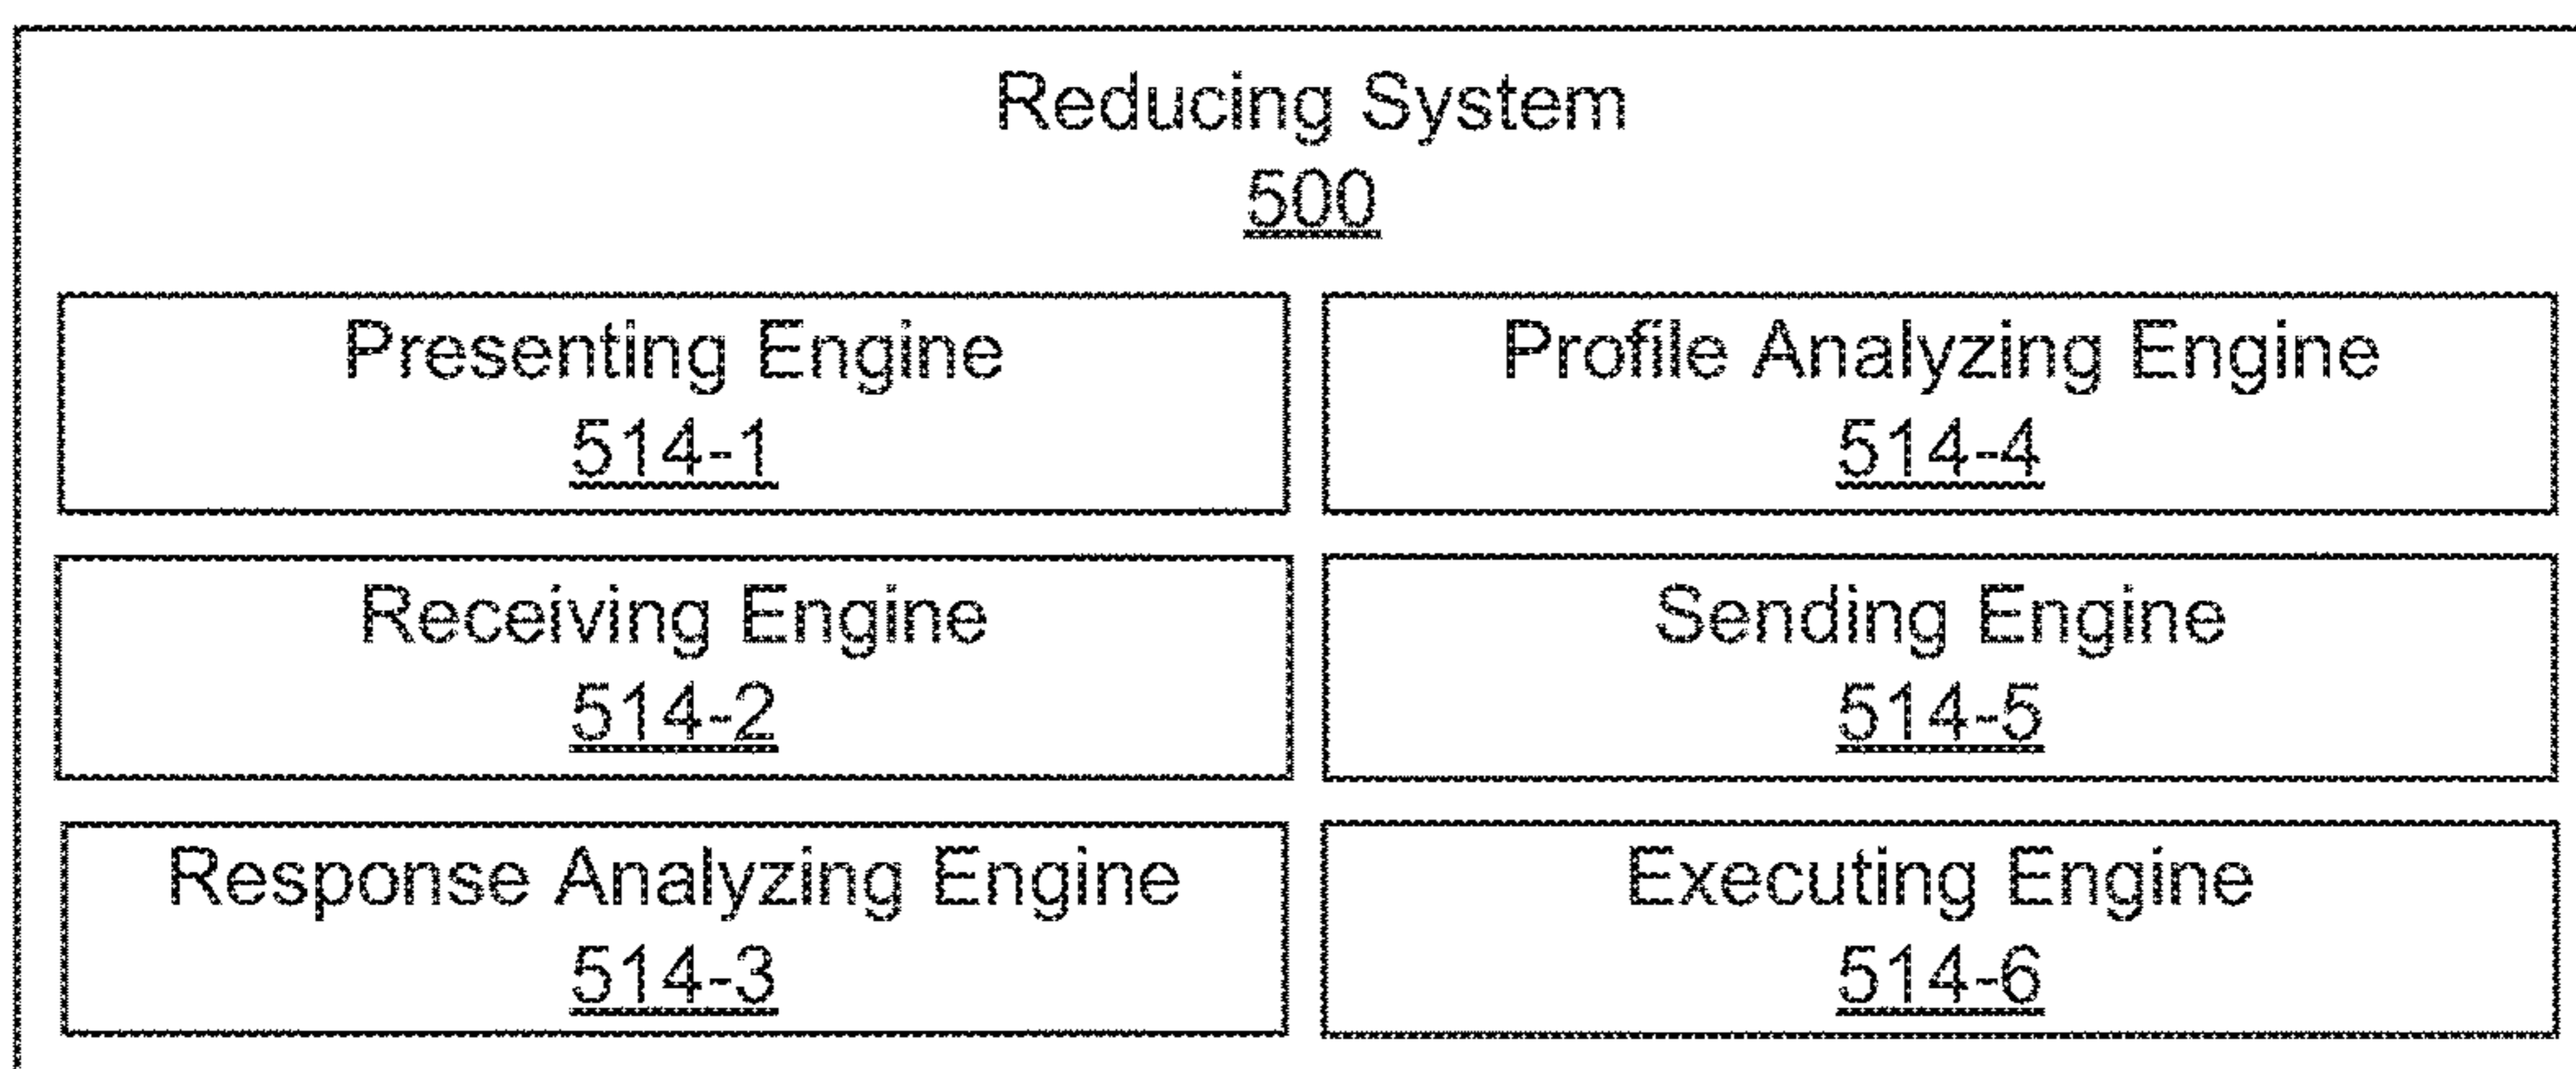 Reducing System
500
Presenting Engine
514-1
Profile Analyzing Engine
514-4
Receiving Engine
514-2
Sending Engine
514-5
Response Analyzing Engine
514-3
Executing Engine
514-6